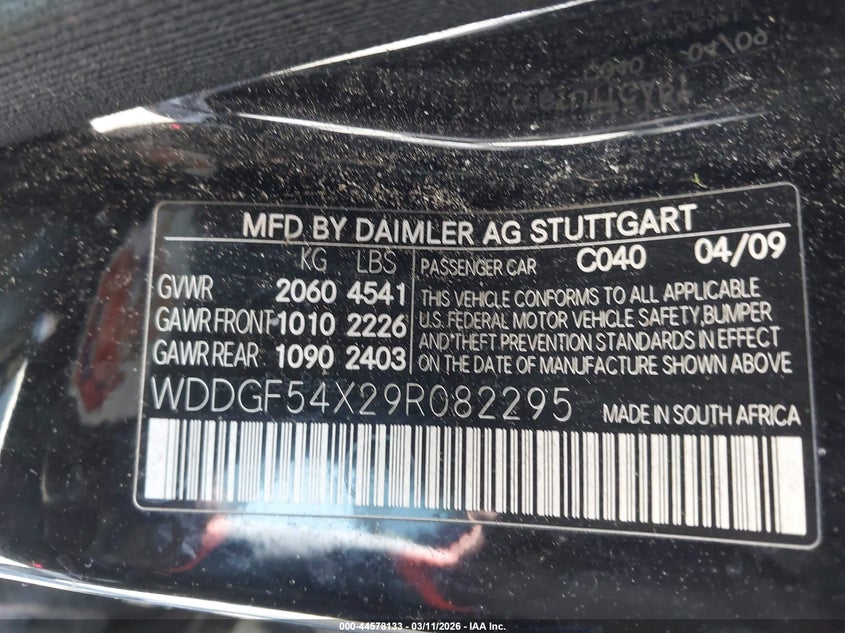 MFD BY DAIMLER AG STUTTGART
KG LBS
GVWR 2060 4541
GAWR FRONT 1010 2226
GAWR REAR 1090 2403
PASSENGER CAR C040 04/09
THIS VEHICLE CONFORMS TO ALL APPLICABLE
U.S. FEDERAL MOTOR VEHICLE SAFETY, BUMPER
AND THEFT PREVENTION STANDARDS IN EFFECT
ON THE DATE OF MANUFACTURE SHOWN ABOVE
WDDGF54X29R082295 MADE IN SOUTH AFRICA
000-44578133 - 03/11/2026 - IAA Inc.